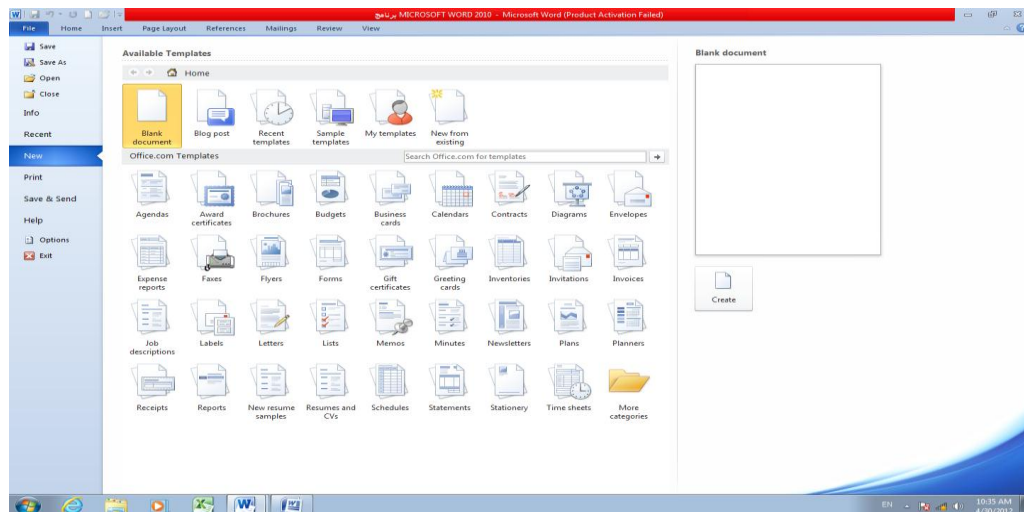 MICROSOFT WORD 2010 برنامج - Microsoft Word (Product Activation Failed)
File Home Insert Page Layout References Mailings Review View
Save
Save As
Open
Close
Info
Recent
New
Print
Save & Send
Help
Options
Exit
Available Templates
Home
Blank document
Blog post
Recent templates
Sample templates
My templates
New from existing
Office.com Templates
Search Office.com for templates
Agendas
Award certificates
Brochures
Budgets
Business cards
Calendars
Contracts
Diagrams
Envelopes
Expense reports
Faxes
Flyers
Forms
Gift certificates
Greeting cards
Inventories
Invitations
Invoices
Job descriptions
Labels
Letters
Lists
Memos
Minutes
Newsletters
Plans
Planners
Receipts
Reports
New resume samples
Resumes and CVs
Schedules
Statements
Stationery
Time sheets
More categories
Blank document
Create
EN
10:35 AM
4/30/2012